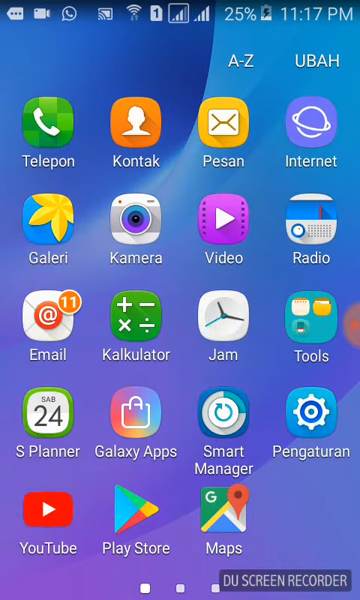 1 25% 11:17 PM
A-Z UBAH
Telepon Kontak Pesan Internet
Galeri Kamera Video Radio
11
Email Kalkulator Jam Tools
SAB
24
S Planner Galaxy Apps Smart Manager Pengaturan
G
YouTube Play Store Maps
DU SCREEN RECORDER